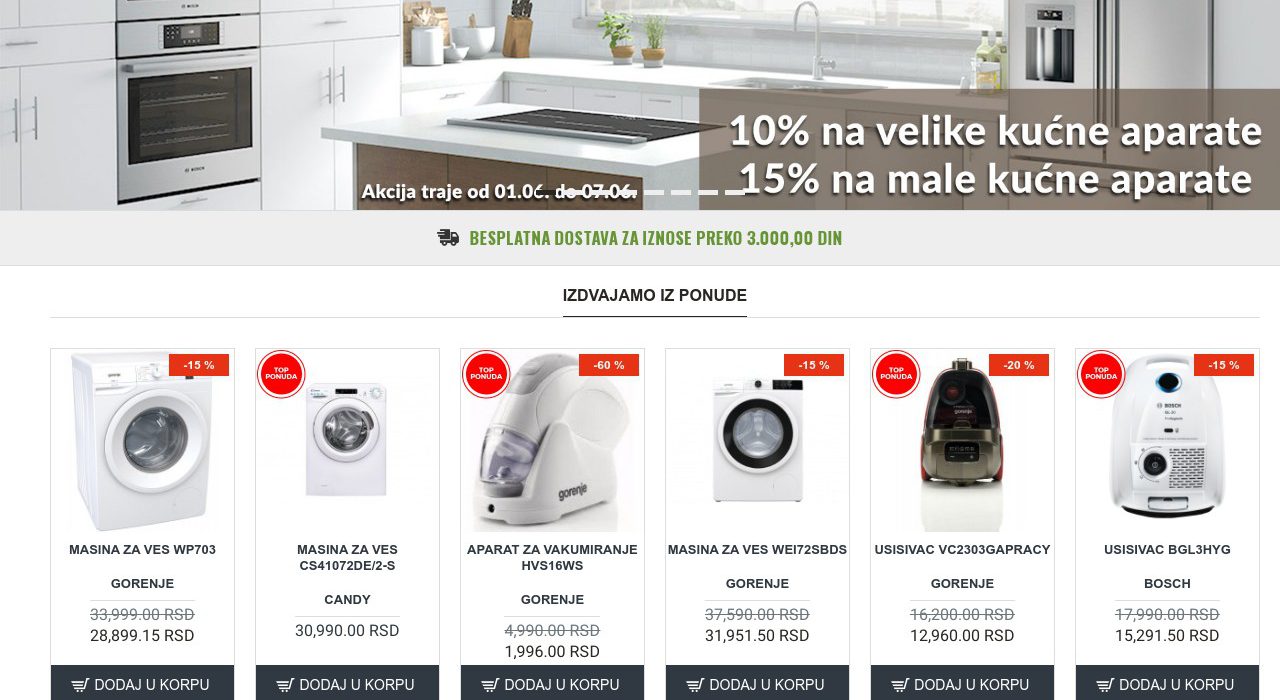 10% na velike kućne aparate
15% na male kućne aparate
Akcija traje od 01.0ć. do 07.06.
BESPLATNA DOSTAVA ZA IZNOSE PREKO 3.000,00 DIN
IZDVAJAMO IZ PONUDE
-15 %
MASINA ZA VES WP703
GORENJE
33,999.00 RSD
28,899.15 RSD
DODAJ U KORPU
TOP
PONUDA
MASINA ZA VES
CS41072DE/2-S
CANDY
30,990.00 RSD
DODAJ U KORPU
TOP
PONUDA
-60 %
gorenje
APARAT ZA VAKUMIRANJE
HVS16WS
GORENJE
4,990.00 RSD
1,996.00 RSD
DODAJ U KORPU
-15 %
MASINA ZA VES WEI72SBDS
GORENJE
37,590.00 RSD
31,951.50 RSD
DODAJ U KORPU
TOP
PONUDA
-20 %
gorenje
USISIVAC VC2303GAPRACY
GORENJE
16,200.00 RSD
12,960.00 RSD
DODAJ U KORPU
TOP
PONUDA
-15 %
BOSCH
USISIVAC BGL3HYG
BOSCH
17,990.00 RSD
15,291.50 RSD
DODAJ U KORPU